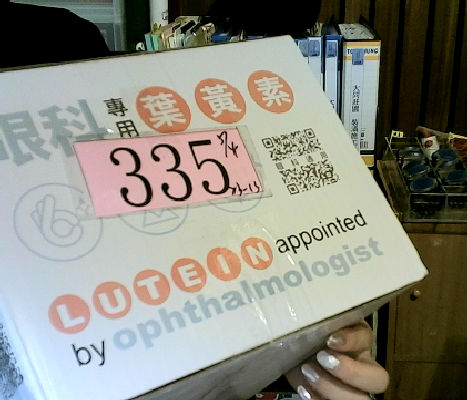 眼科
專用
葉黃素
335
LUTEIN appointed
by ophthalmologist